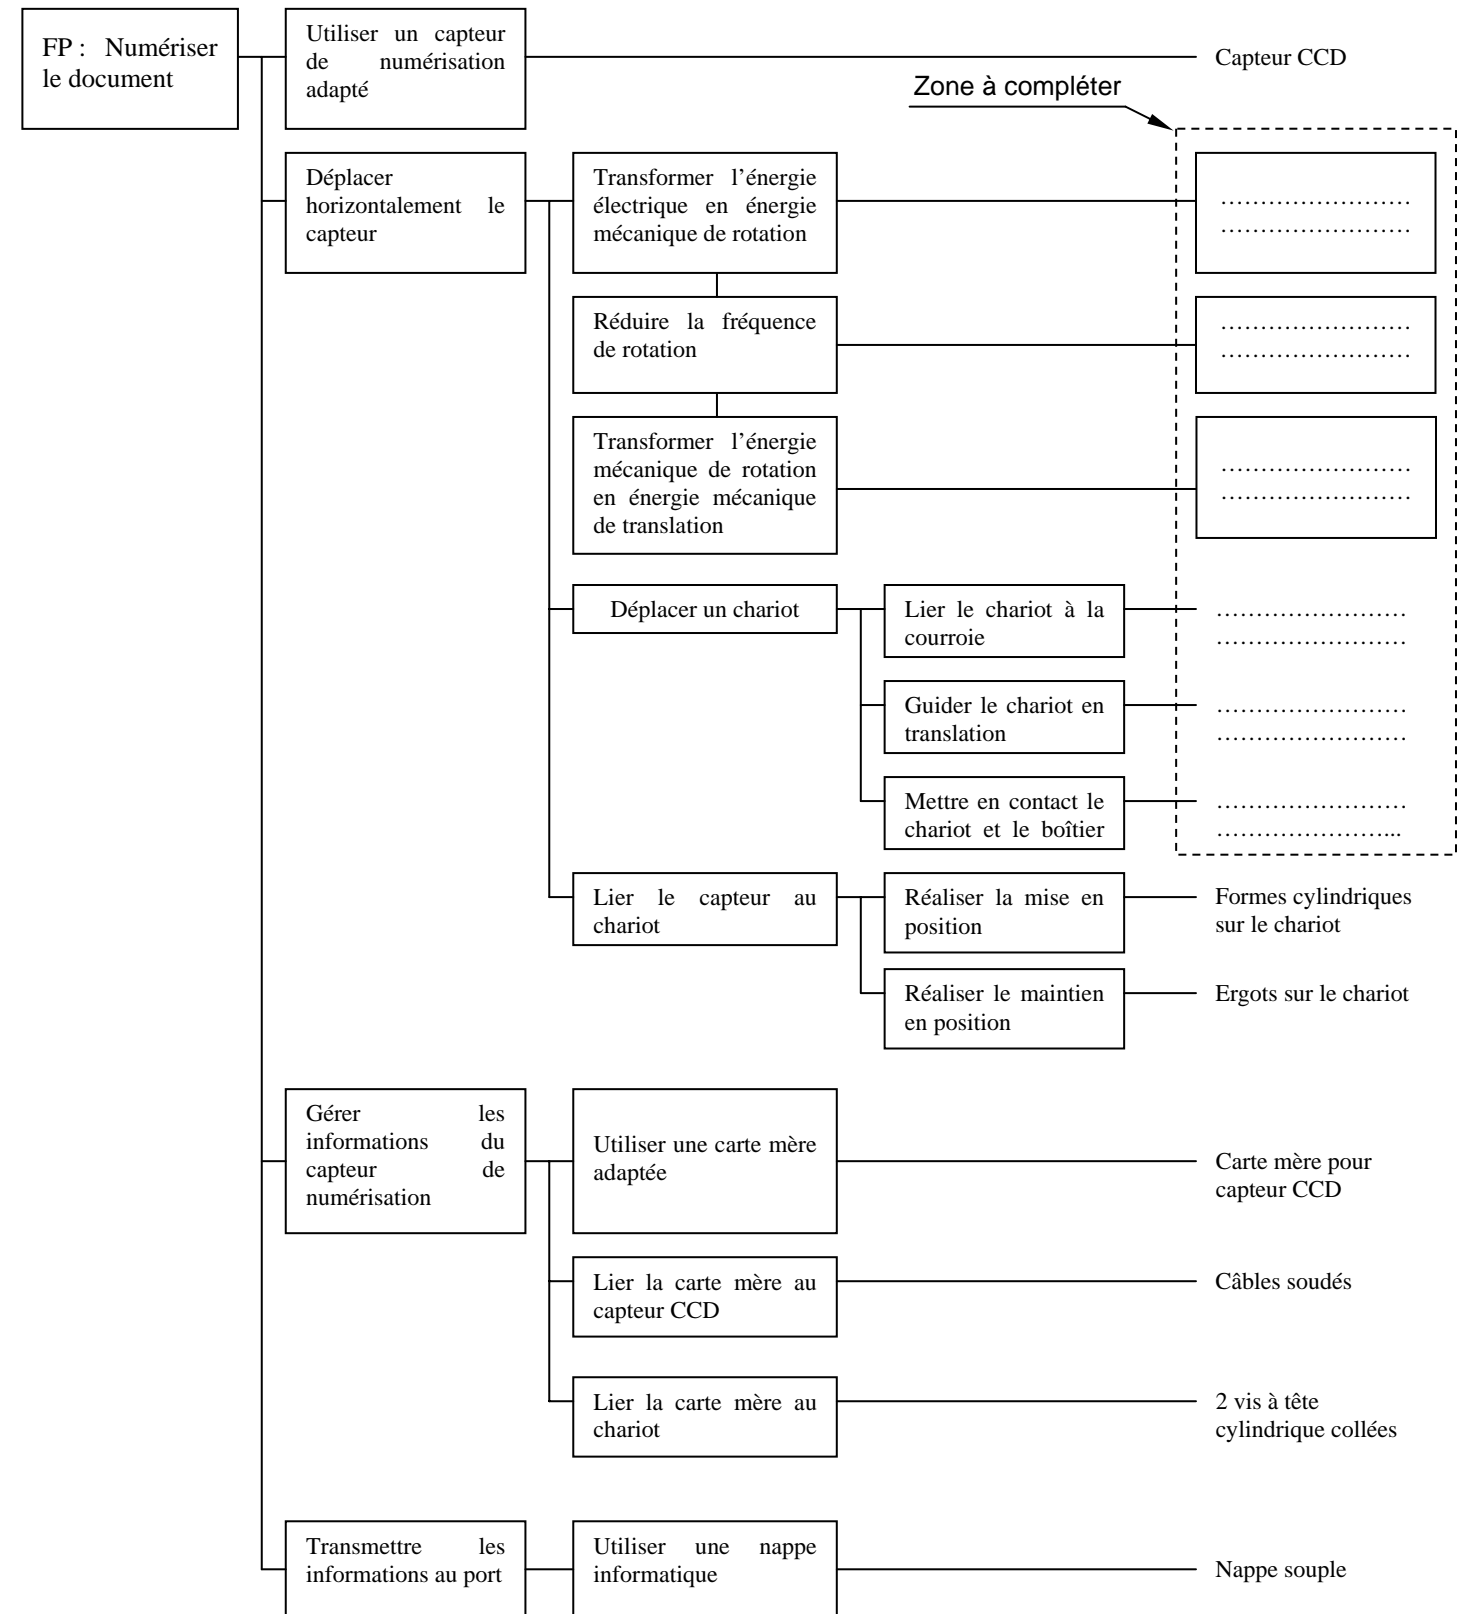 FP : Numériser
le document
Utiliser un capteur
de numérisation
adapté
Capteur CCD
Zone à compléter
Déplacer
horizontalement le
capteur
Transformer l’énergie
électrique en énergie
mécanique de rotation
……………………
……………………
Réduire la fréquence
de rotation
……………………
……………………
Transformer l’énergie
mécanique de rotation
en énergie mécanique
de translation
……………………
……………………
Déplacer un chariot
Lier le chariot à la
courroie
……………………
……………………
Guider le chariot en
translation
……………………
……………………
Mettre en contact le
chariot et le boîtier
……………………
…………………...
Lier le capteur au
chariot
Réaliser la mise en
position
Formes cylindriques
sur le chariot
Réaliser le maintien
en position
Ergots sur le chariot
Gérer les
informations du
capteur de
numérisation
Utiliser une carte mère
adaptée
Carte mère pour
capteur CCD
Lier la carte mère au
capteur CCD
Câbles soudés
Lier la carte mère au
chariot
2 vis à tête
cylindrique collées
Transmettre les
informations au port
Utiliser une nappe
informatique
Nappe souple